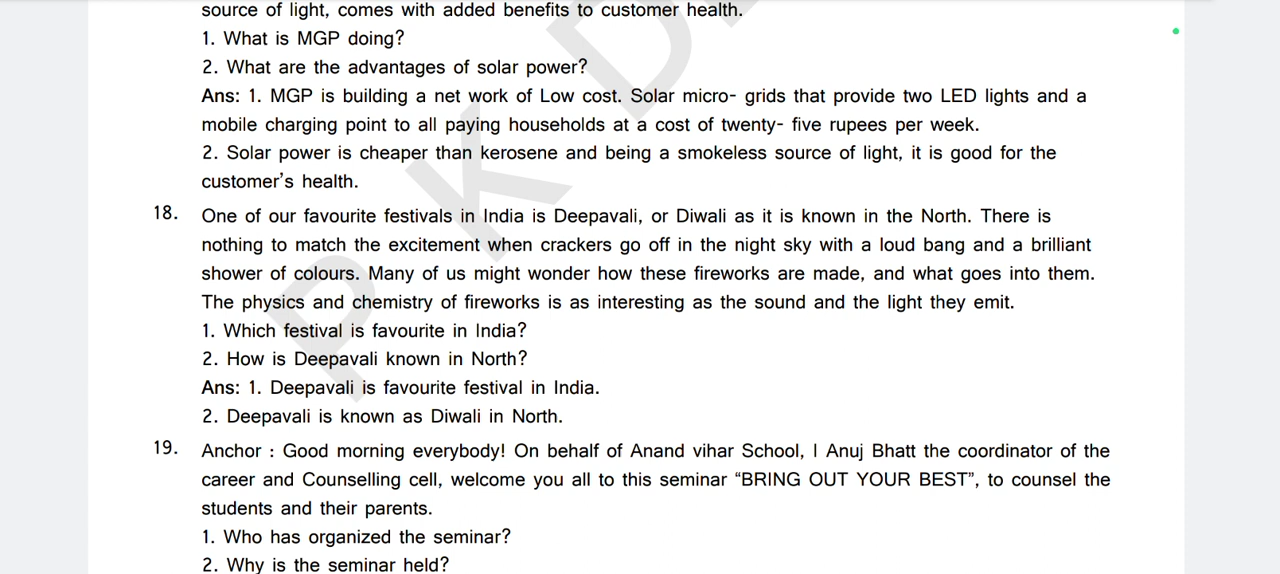 source of light, comes with added benefits to customer health.
1. What is MGP doing?
2. What are the advantages of solar power?
Ans: 1. MGP is building a net work of Low cost. Solar micro- grids that provide two LED lights and a
mobile charging point to all paying households at a cost of twenty- five rupees per week.
2. Solar power is cheaper than kerosene and being a smokeless source of light, it is good for the
customer's health.
18. One of our favourite festivals in India is Deepavali, or Diwali as it is known in the North. There is
nothing to match the excitement when crackers go off in the night sky with a loud bang and a brilliant
shower of colours. Many of us might wonder how these fireworks are made, and what goes into them.
The physics and chemistry of fireworks is as interesting as the sound and the light they emit.
1. Which festival is favourite in India?
2. How is Deepavali known in North?
Ans: 1. Deepavali is favourite festival in India.
2. Deepavali is known as Diwali in North.
19. Anchor : Good morning everybody! On behalf of Anand vihar School, I Anuj Bhatt the coordinator of the
career and Counselling cell, welcome you all to this seminar “BRING OUT YOUR BEST”, to counsel the
students and their parents.
1. Who has organized the seminar?
2. Why is the seminar held?
P K D